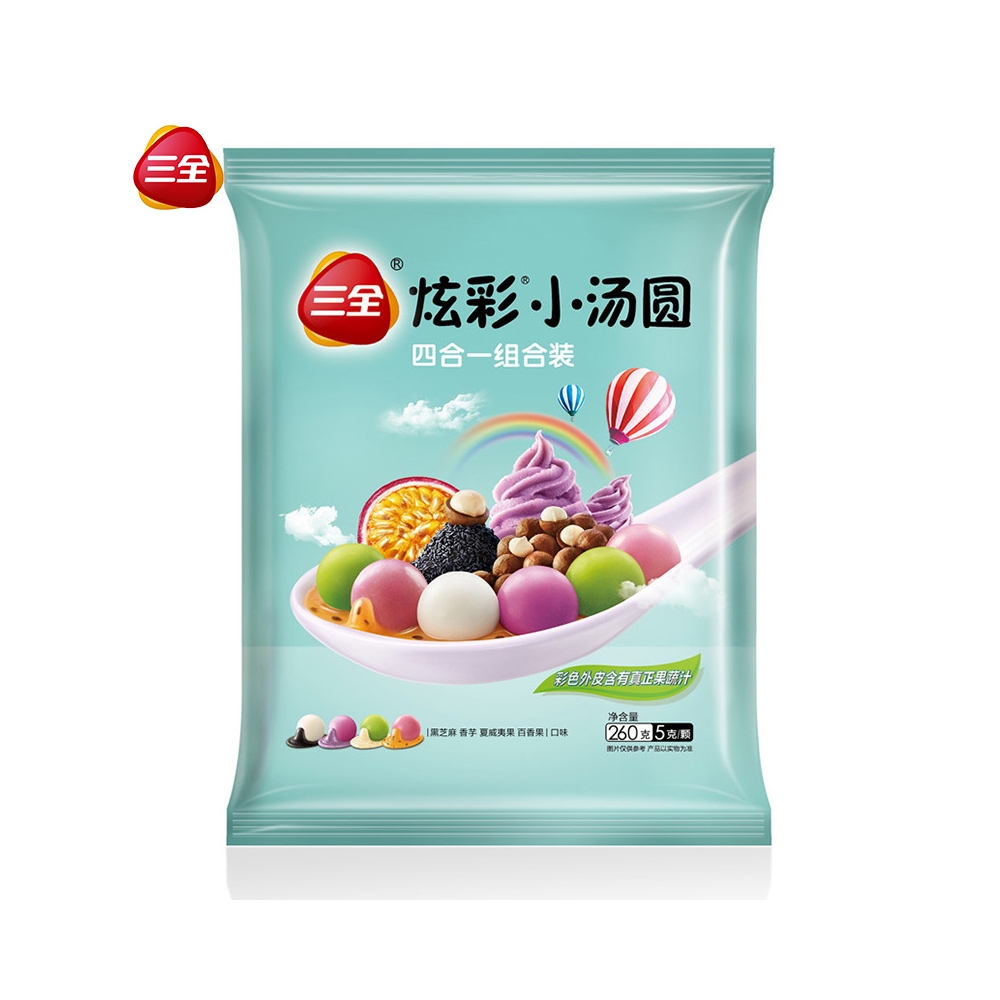 三全
三全® 炫彩®小汤圆
四合一组合装
彩色外皮含有真正果蔬汁
净含量
260克 5克/颗
图片仅供参考 产品以实物为准
|黑芝麻 香芋 夏威夷果 百香果|口味